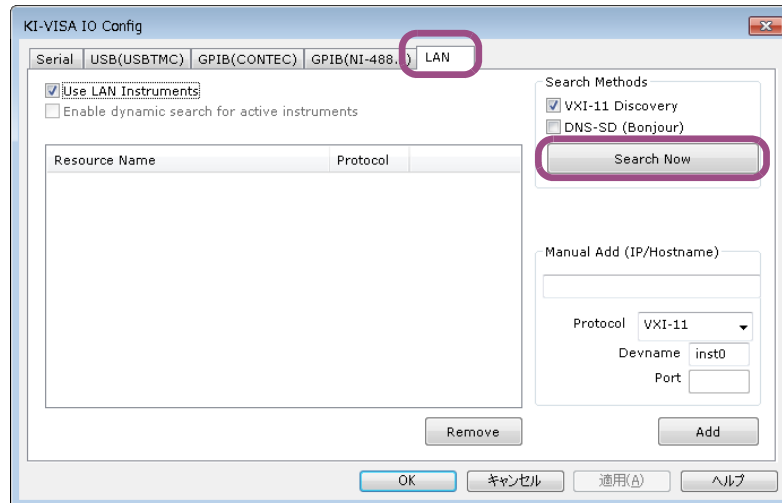 KI-VISA IO Config
Serial USB(USBTMC) GPIB(CONTEC) GPIB(NI-488. ) LAN
Use LAN Instruments
Enable dynamic search for active instruments
Resource Name Protocol
Remove
Search Methods
VXI-11 Discovery
DNS-SD (Bonjour)
Search Now
Manual Add (IP/Hostname)
Protocol VXI-11
Devname inst0
Port
Add
OK キャンセル 適用(A) ヘルプ